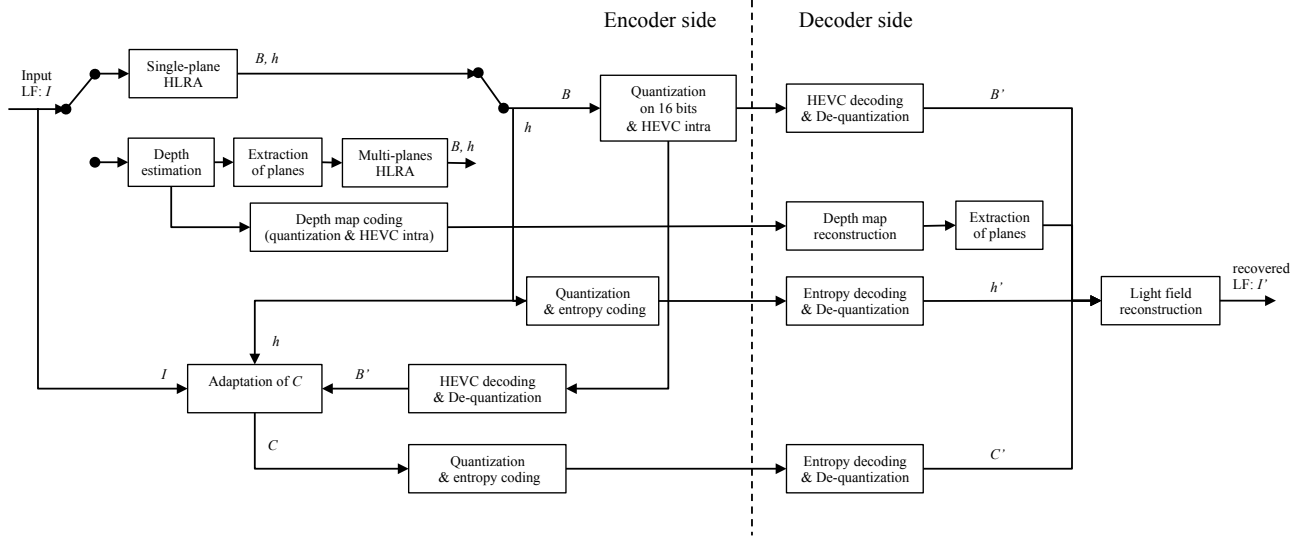 Encoder side
Decoder side
Input
LF: I
Single-plane
HLRA
B, h
B
h
Quantization
on 16 bits
& HEVC intra
HEVC decoding
& De-quantization
B’
Depth
estimation
Extraction
of planes
Multi-planes
HLRA
B, h
Depth map coding
(quantization & HEVC intra)
Depth map
reconstruction
Extraction
of planes
Quantization
& entropy coding
Entropy decoding
& De-quantization
h’
Light field
reconstruction
recovered
LF: I’
h
I
Adaptation of C
B’
HEVC decoding
& De-quantization
C
Quantization
& entropy coding
Entropy decoding
& De-quantization
C’